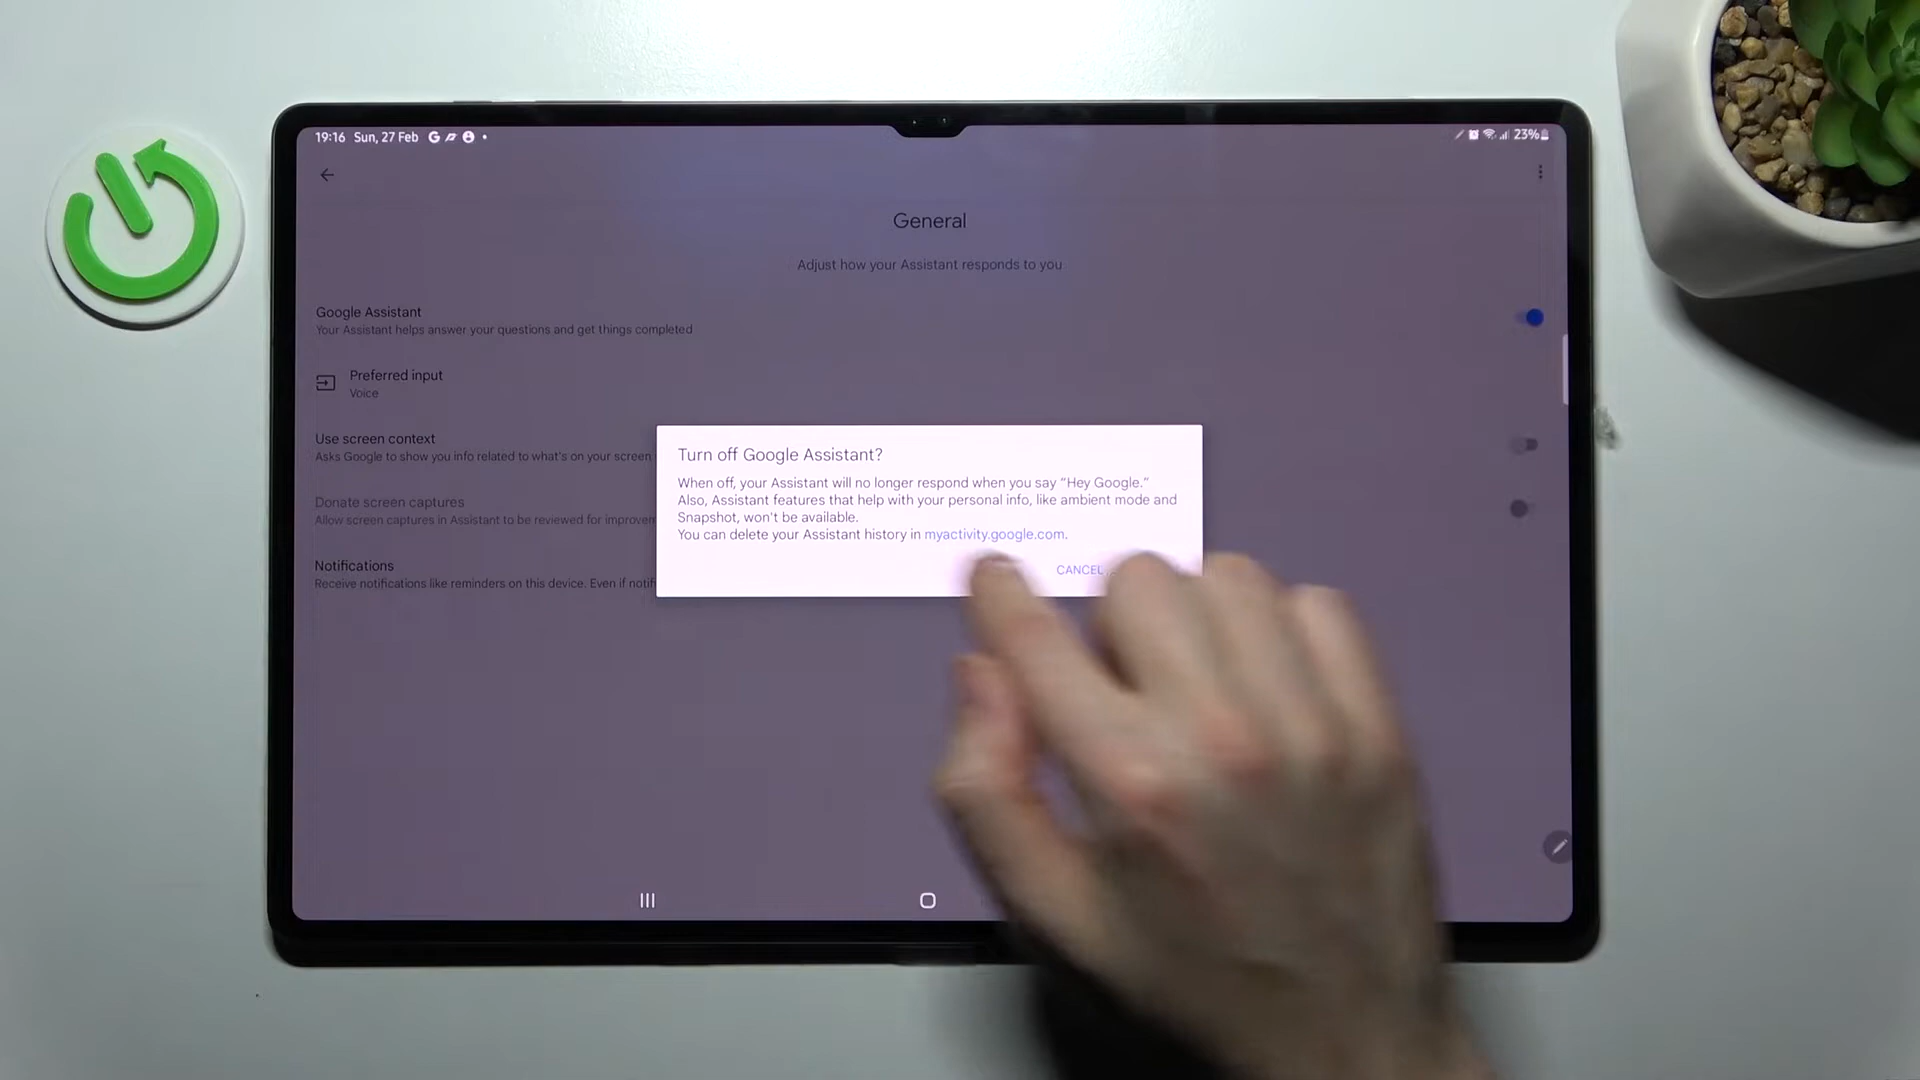 19:16 Sun, 27 Feb G
23%
General
Adjust how your Assistant responds to you
Google Assistant
Your Assistant helps answer your questions and get things completed
Preferred input
Voice
Use screen context
Asks Google to show you info related to what's on your screen
Donate screen captures
Allow screen captures in Assistant to be reviewed for
Notifications
Receive notifications like reminders on this device. Even if
Turn off Google Assistant?
When off, your Assistant will no longer respond when you say “Hey Google.”
Also, Assistant features that help with your personal info, like ambient mode and
Snapshot, won't be available.
You can delete your Assistant history in myactivity.google.com.
CANCEL